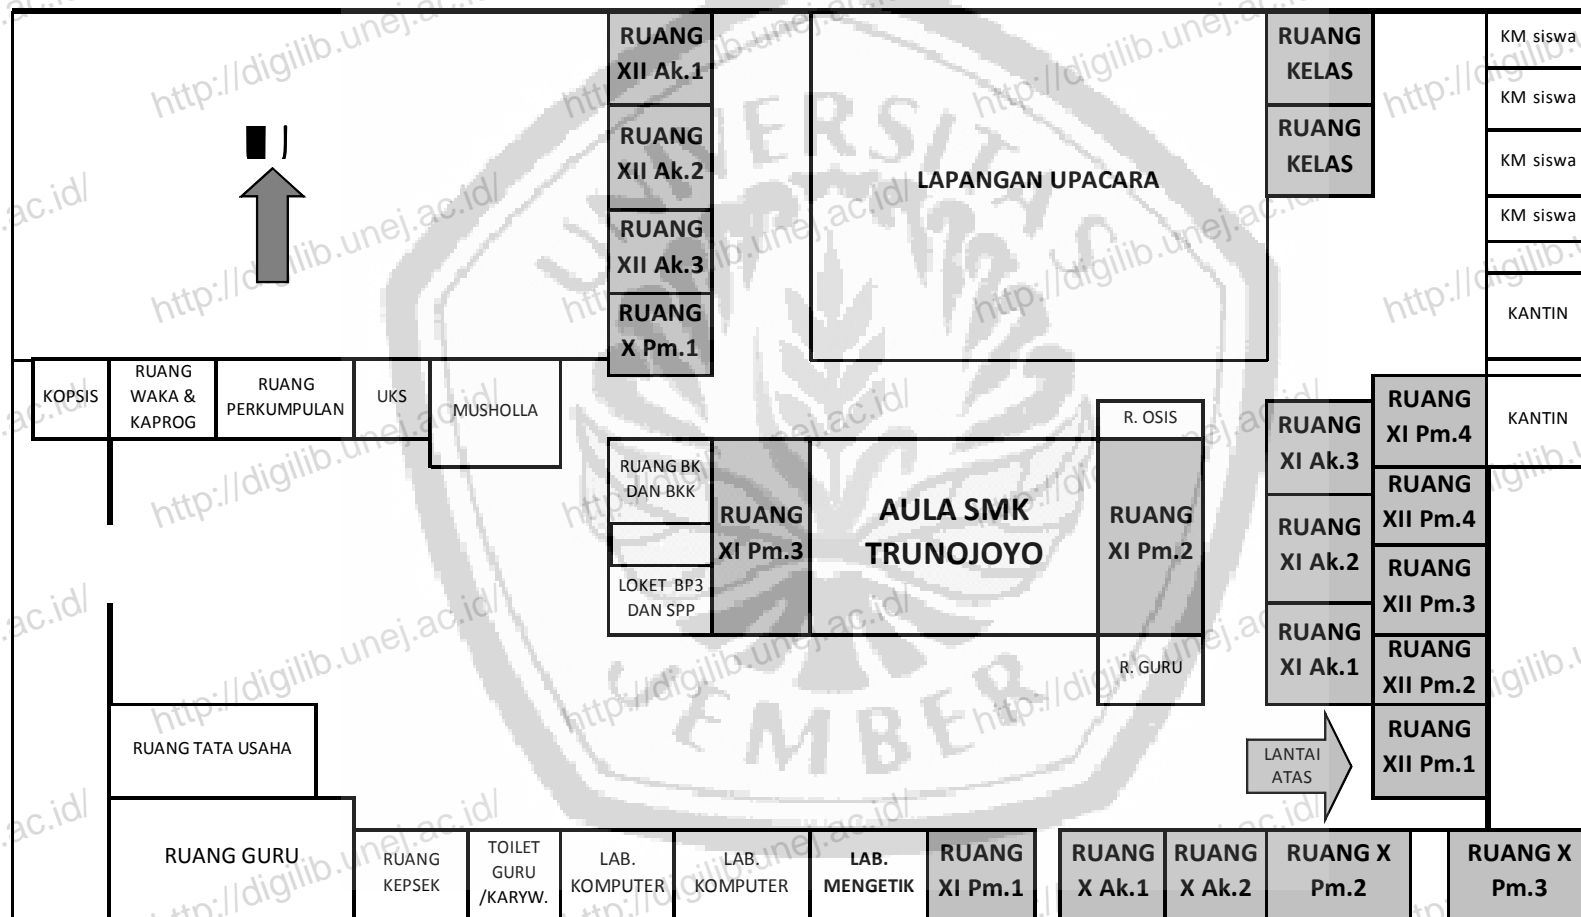 RUANG
XII Ak.1
RUANG
XII Ak.2
RUANG
XII Ak.3
RUANG
X Pm.1
LAPANGAN UPACARA
RUANG
KELAS
RUANG
KELAS
KM siswa
KM siswa
KM siswa
KM siswa
KANTIN
KANTIN
KOPSIS
RUANG
WAKA &
KAPROG
RUANG
PERKUMPULAN
UKS
MUSHOLLA
RUANG BK
DAN BKK
LOKET BP3
DAN SPP
RUANG
XI Pm.3
AULA SMK
TRUNOJOYO
R. OSIS
RUANG
XI Pm.2
R. GURU
RUANG
XI Ak.3
RUANG
XI Ak.2
RUANG
XI Ak.1
RUANG
XI Pm.4
RUANG
XII Pm.4
RUANG
XII Pm.3
RUANG
XII Pm.2
RUANG
XII Pm.1
LANTAI
ATAS
RUANG TATA USAHA
RUANG GURU
RUANG
KEPSEK
TOILET
GURU
/KARYW.
LAB.
KOMPUTER
LAB.
KOMPUTER
LAB.
MENGETIK
RUANG
XI Pm.1
RUANG
X Ak.1
RUANG
X Ak.2
RUANG X
Pm.2
RUANG X
Pm.3
UNIVERSITAS
JEMBER
http://digilib.unej.ac.id/